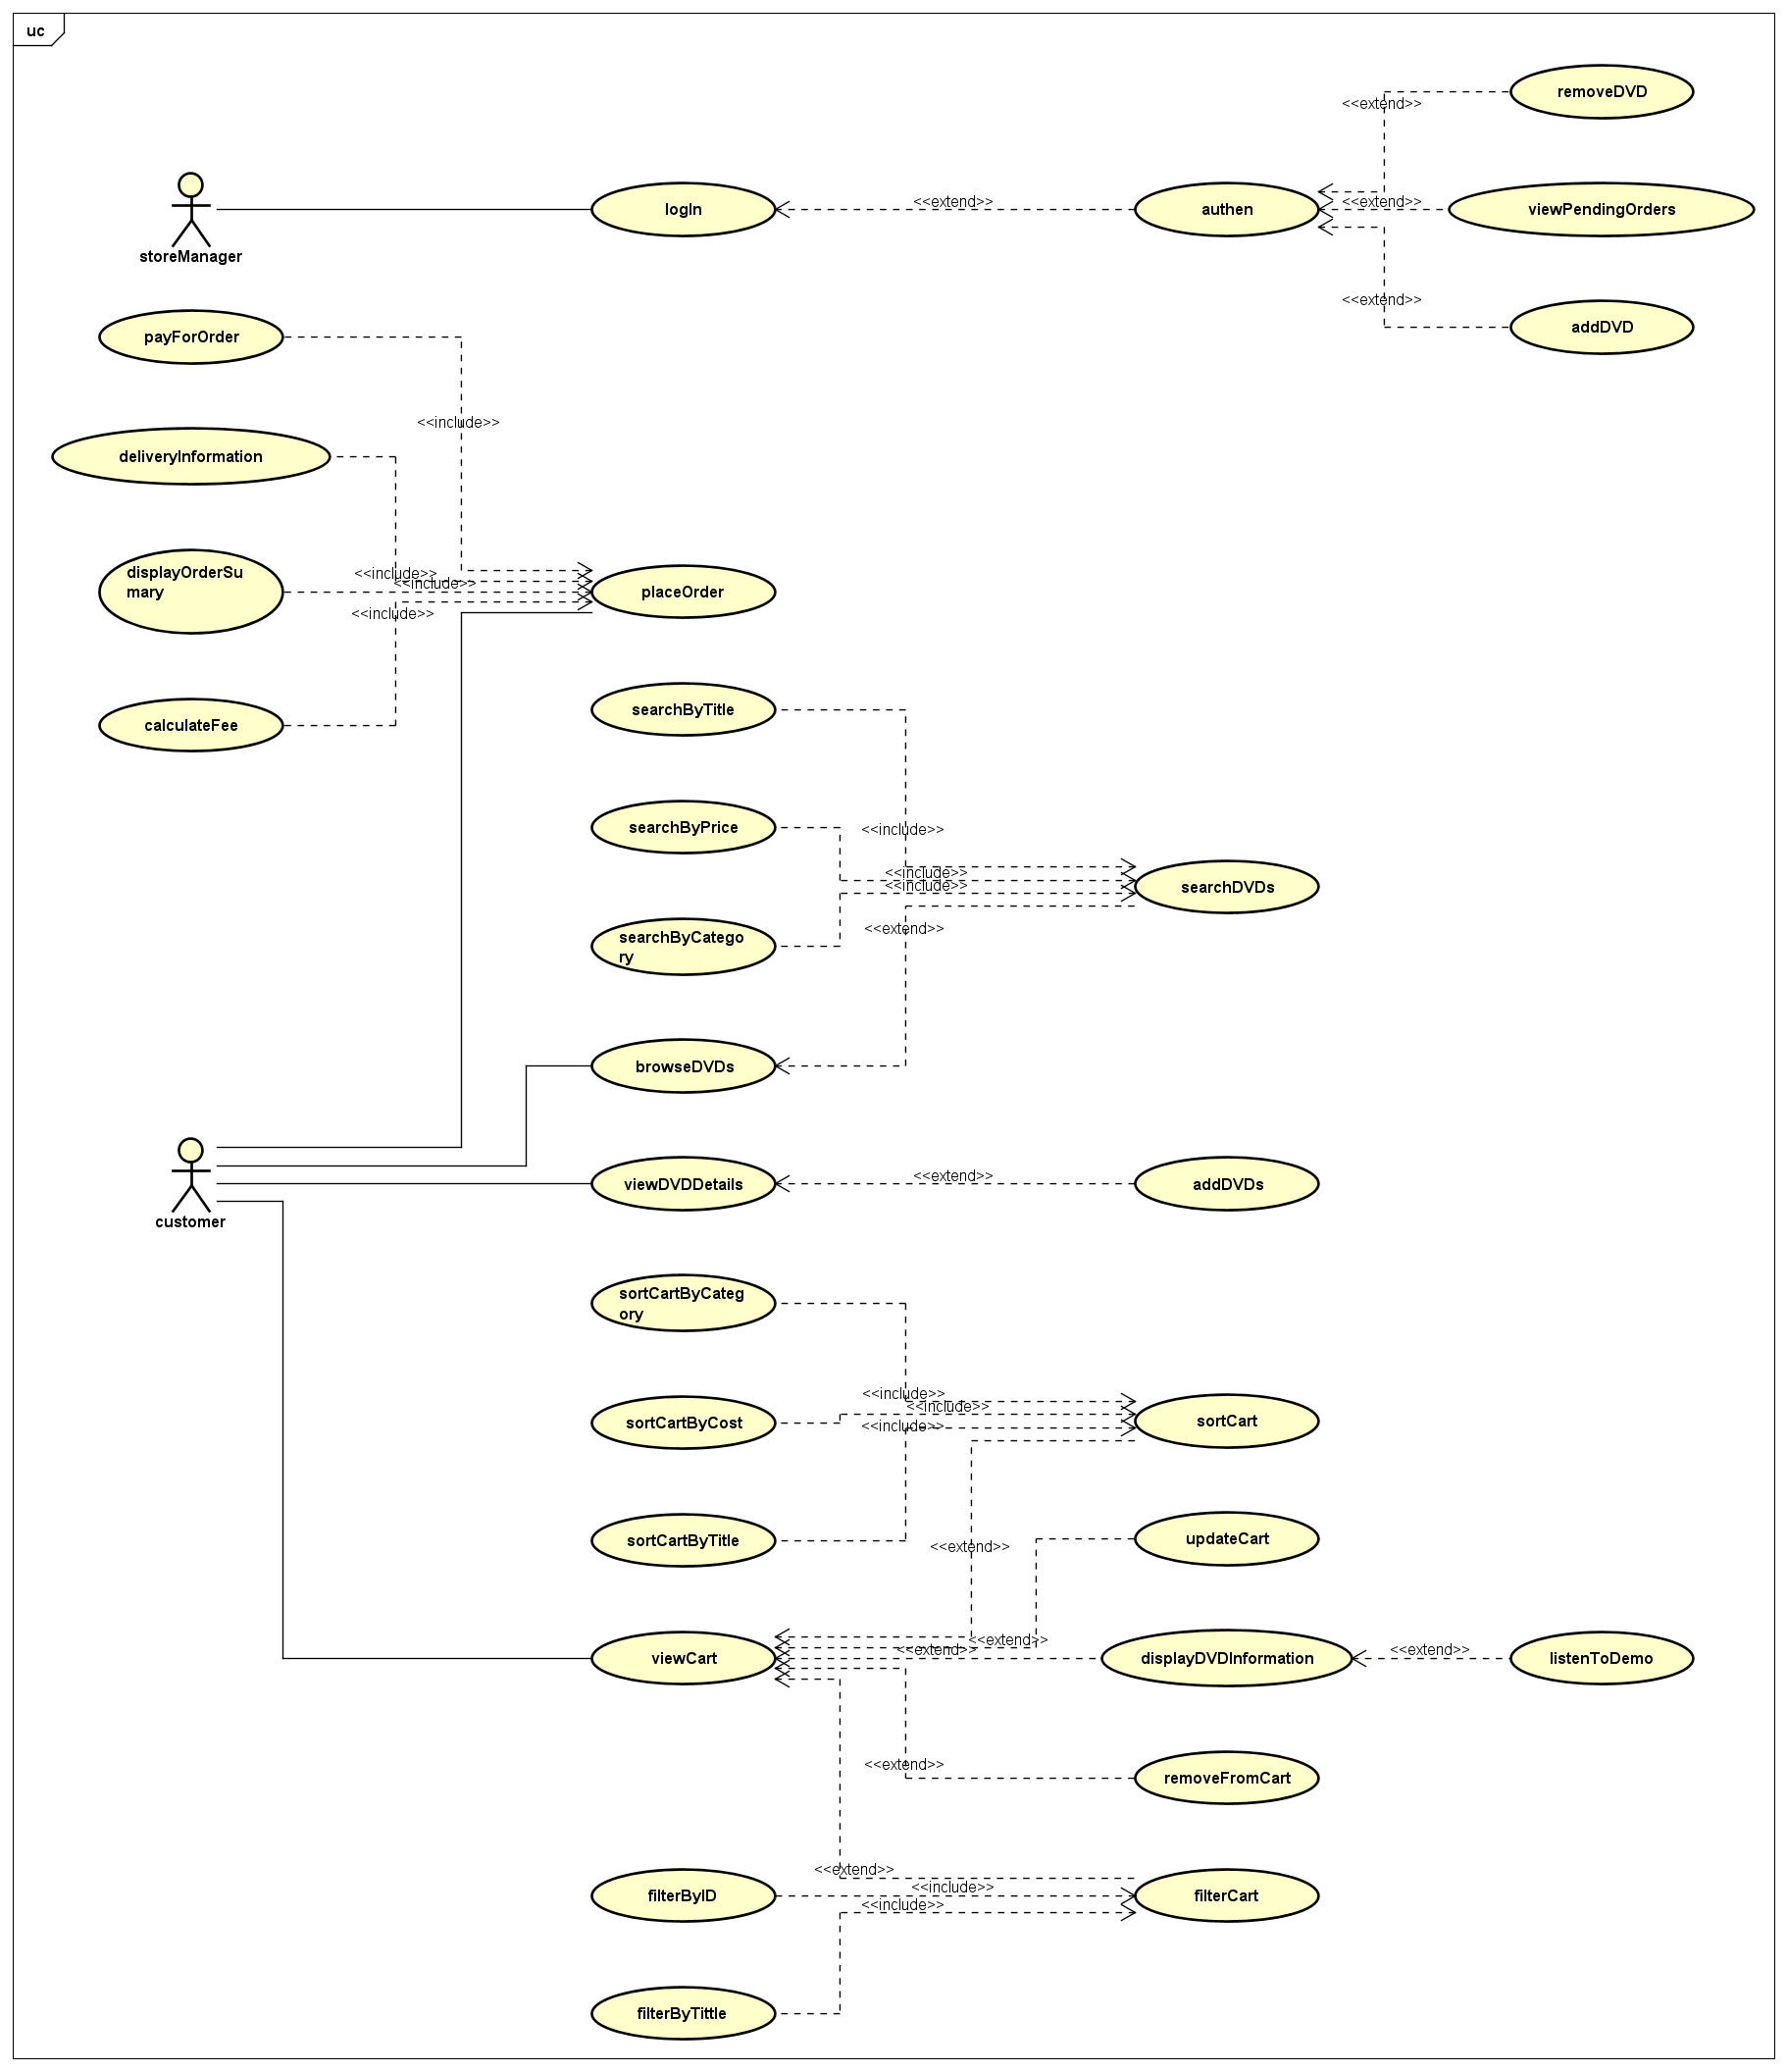 uc
removeDVD
<<extend>>
storeManager
logIn
<<extend>>
authen
<<extend>>
viewPendingOrders
<<extend>>
addDVD
payForOrder
<<include>>
deliveryInformation
displayOrderSu
mary
<<include>>
<<include>>
<<include>>
placeOrder
calculateFee
searchByTitle
searchByPrice
<<include>>
<<include>>
<<include>>
searchDVDs
searchByCatego
ry
<<extend>>
browseDVDs
customer
viewDVDDetails
<<extend>>
addDVDs
sortCartByCateg
ory
<<include>>
<<include>>
<<include>>
sortCartByCost
sortCart
sortCartByTitle
<<extend>>
updateCart
viewCart
<<extend>>
<<extend>>
displayDVDInformation
<<extend>>
listenToDemo
<<extend>>
removeFromCart
<<extend>>
filterByID
<<include>>
<<include>>
filterCart
filterByTittle